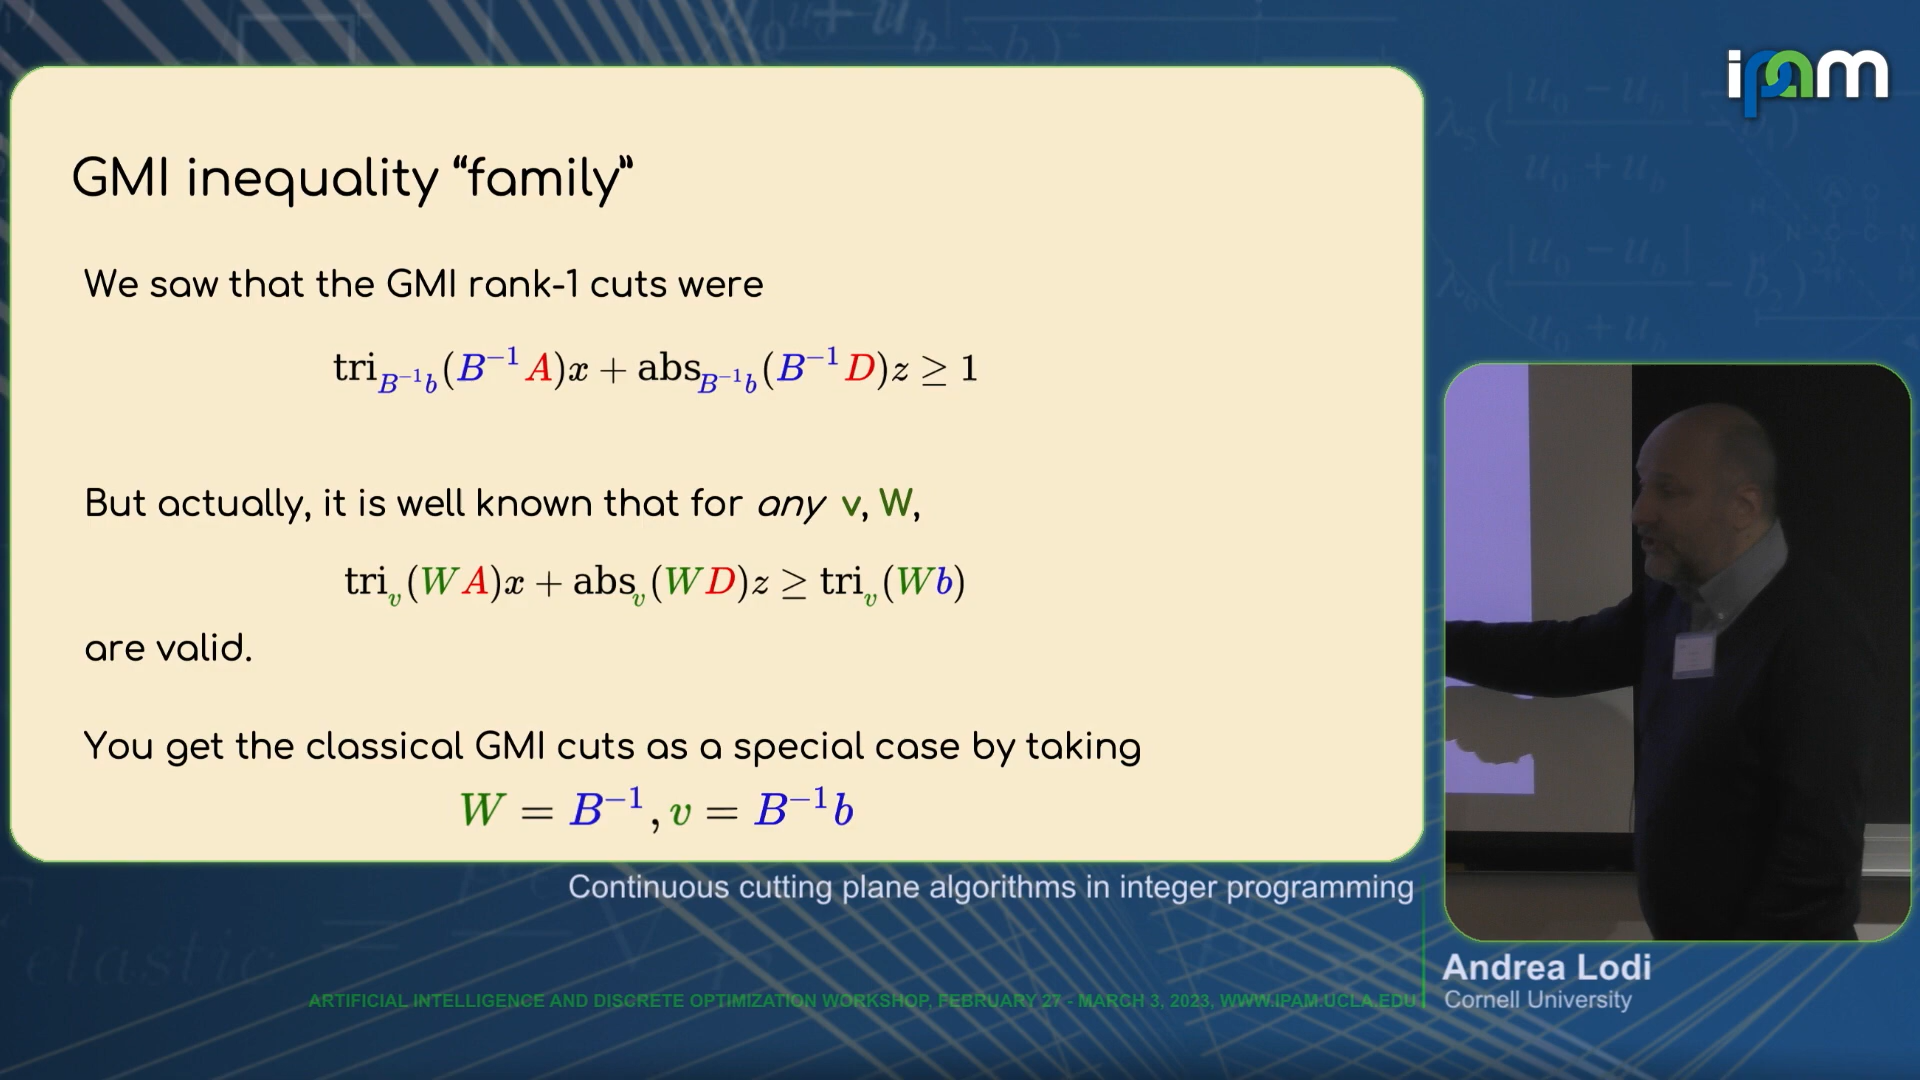 ipam
GMI inequality “family”
We saw that the GMI rank-1 cuts were
tri_{B^{-1}b}(B^{-1}A)x + abs_{B^{-1}b}(B^{-1}D)z ≥ 1
But actually, it is well known that for any v, W,
tri_v(WA)x + abs_v(WD)z ≥ tri_v(Wb)
are valid.
You get the classical GMI cuts as a special case by taking
W = B^{-1}, v = B^{-1}b
Continuous cutting plane algorithms in integer programming
Andrea Lodi
Cornell University
ARTIFICIAL INTELLIGENCE AND DISCRETE OPTIMIZATION WORKSHOP, FEBRUARY 27 - MARCH 3, 2023, WWW.IPAM.UCLA.EDU